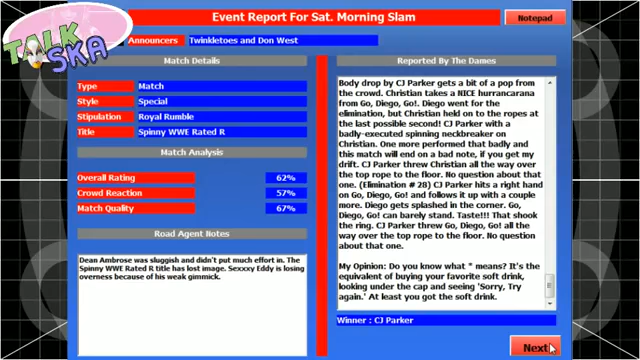 Event Report For Sat. Morning Slam
Notepad
TALK
SKA
Announcers
Twinkletoes and Don West
Match Details
Reported By The Dames
Type
Match
Style
Special
Stipulation
Royal Rumble
Title
Spinny WWE Rated R
Match Analysis
Overall Rating
62%
Crowd Reaction
57%
Match Quality
67%
Road Agent Notes
Dean Ambrose was sluggish and didn't put much effort in. The
Spinny WWE Rated R title has lost image. Sexxxy Eddy is losing
overness because of his weak gimmick.
Body drop by CJ Parker gets a bit of a pop from
the crowd. Christian takes a NICE hurrancarana
from Go, Diego, Go!. Diego went for the
elimination, but Christian held on to the ropes at
the last possible second! CJ Parker with a
badly-executed spinning neckbreaker on
Christian. One more performed that badly and
this match will end on a bad note, if you get my
drift. CJ Parker threw Christian all the way over
the top rope to the floor. No question about that
one. (Elimination # 28) CJ Parker hits a right hand
on Go, Diego, Go! and follows it up with a couple
more. Diego gets splashed in the corner. Go,
Diego, Go! can barely stand. Taste!!! That shook
the ring. CJ Parker threw Go, Diego, Go! all
the way over the top rope to the floor. No question
about that one.
My Opinion: Do you know what * means? It's the
equivalent of buying your favorite soft drink,
looking under the cap and seeing 'Sorry, Try
again.' At least you got the soft drink.
Winner : CJ Parker
Next